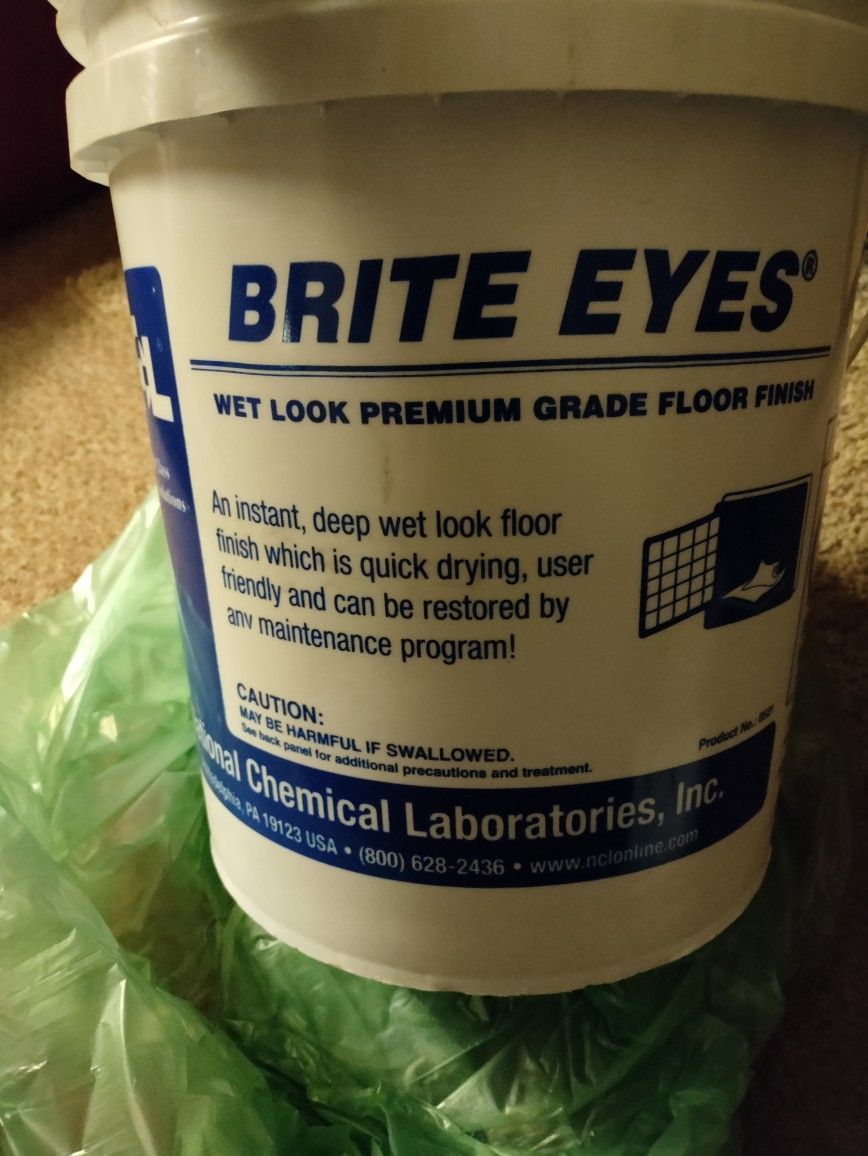 BRITE EYES®
WET LOOK PREMIUM GRADE FLOOR FINISH
An instant, deep wet look floor
finish which is quick drying, user
friendly and can be restored by
any maintenance program!
CAUTION:
MAY BE HARMFUL IF SWALLOWED.
See back panel for additional precautions and treatment.
Product No.:
Chemical Laboratories, Inc.
PA 19123 USA • (800) 628-2436 • www.nclonline.com